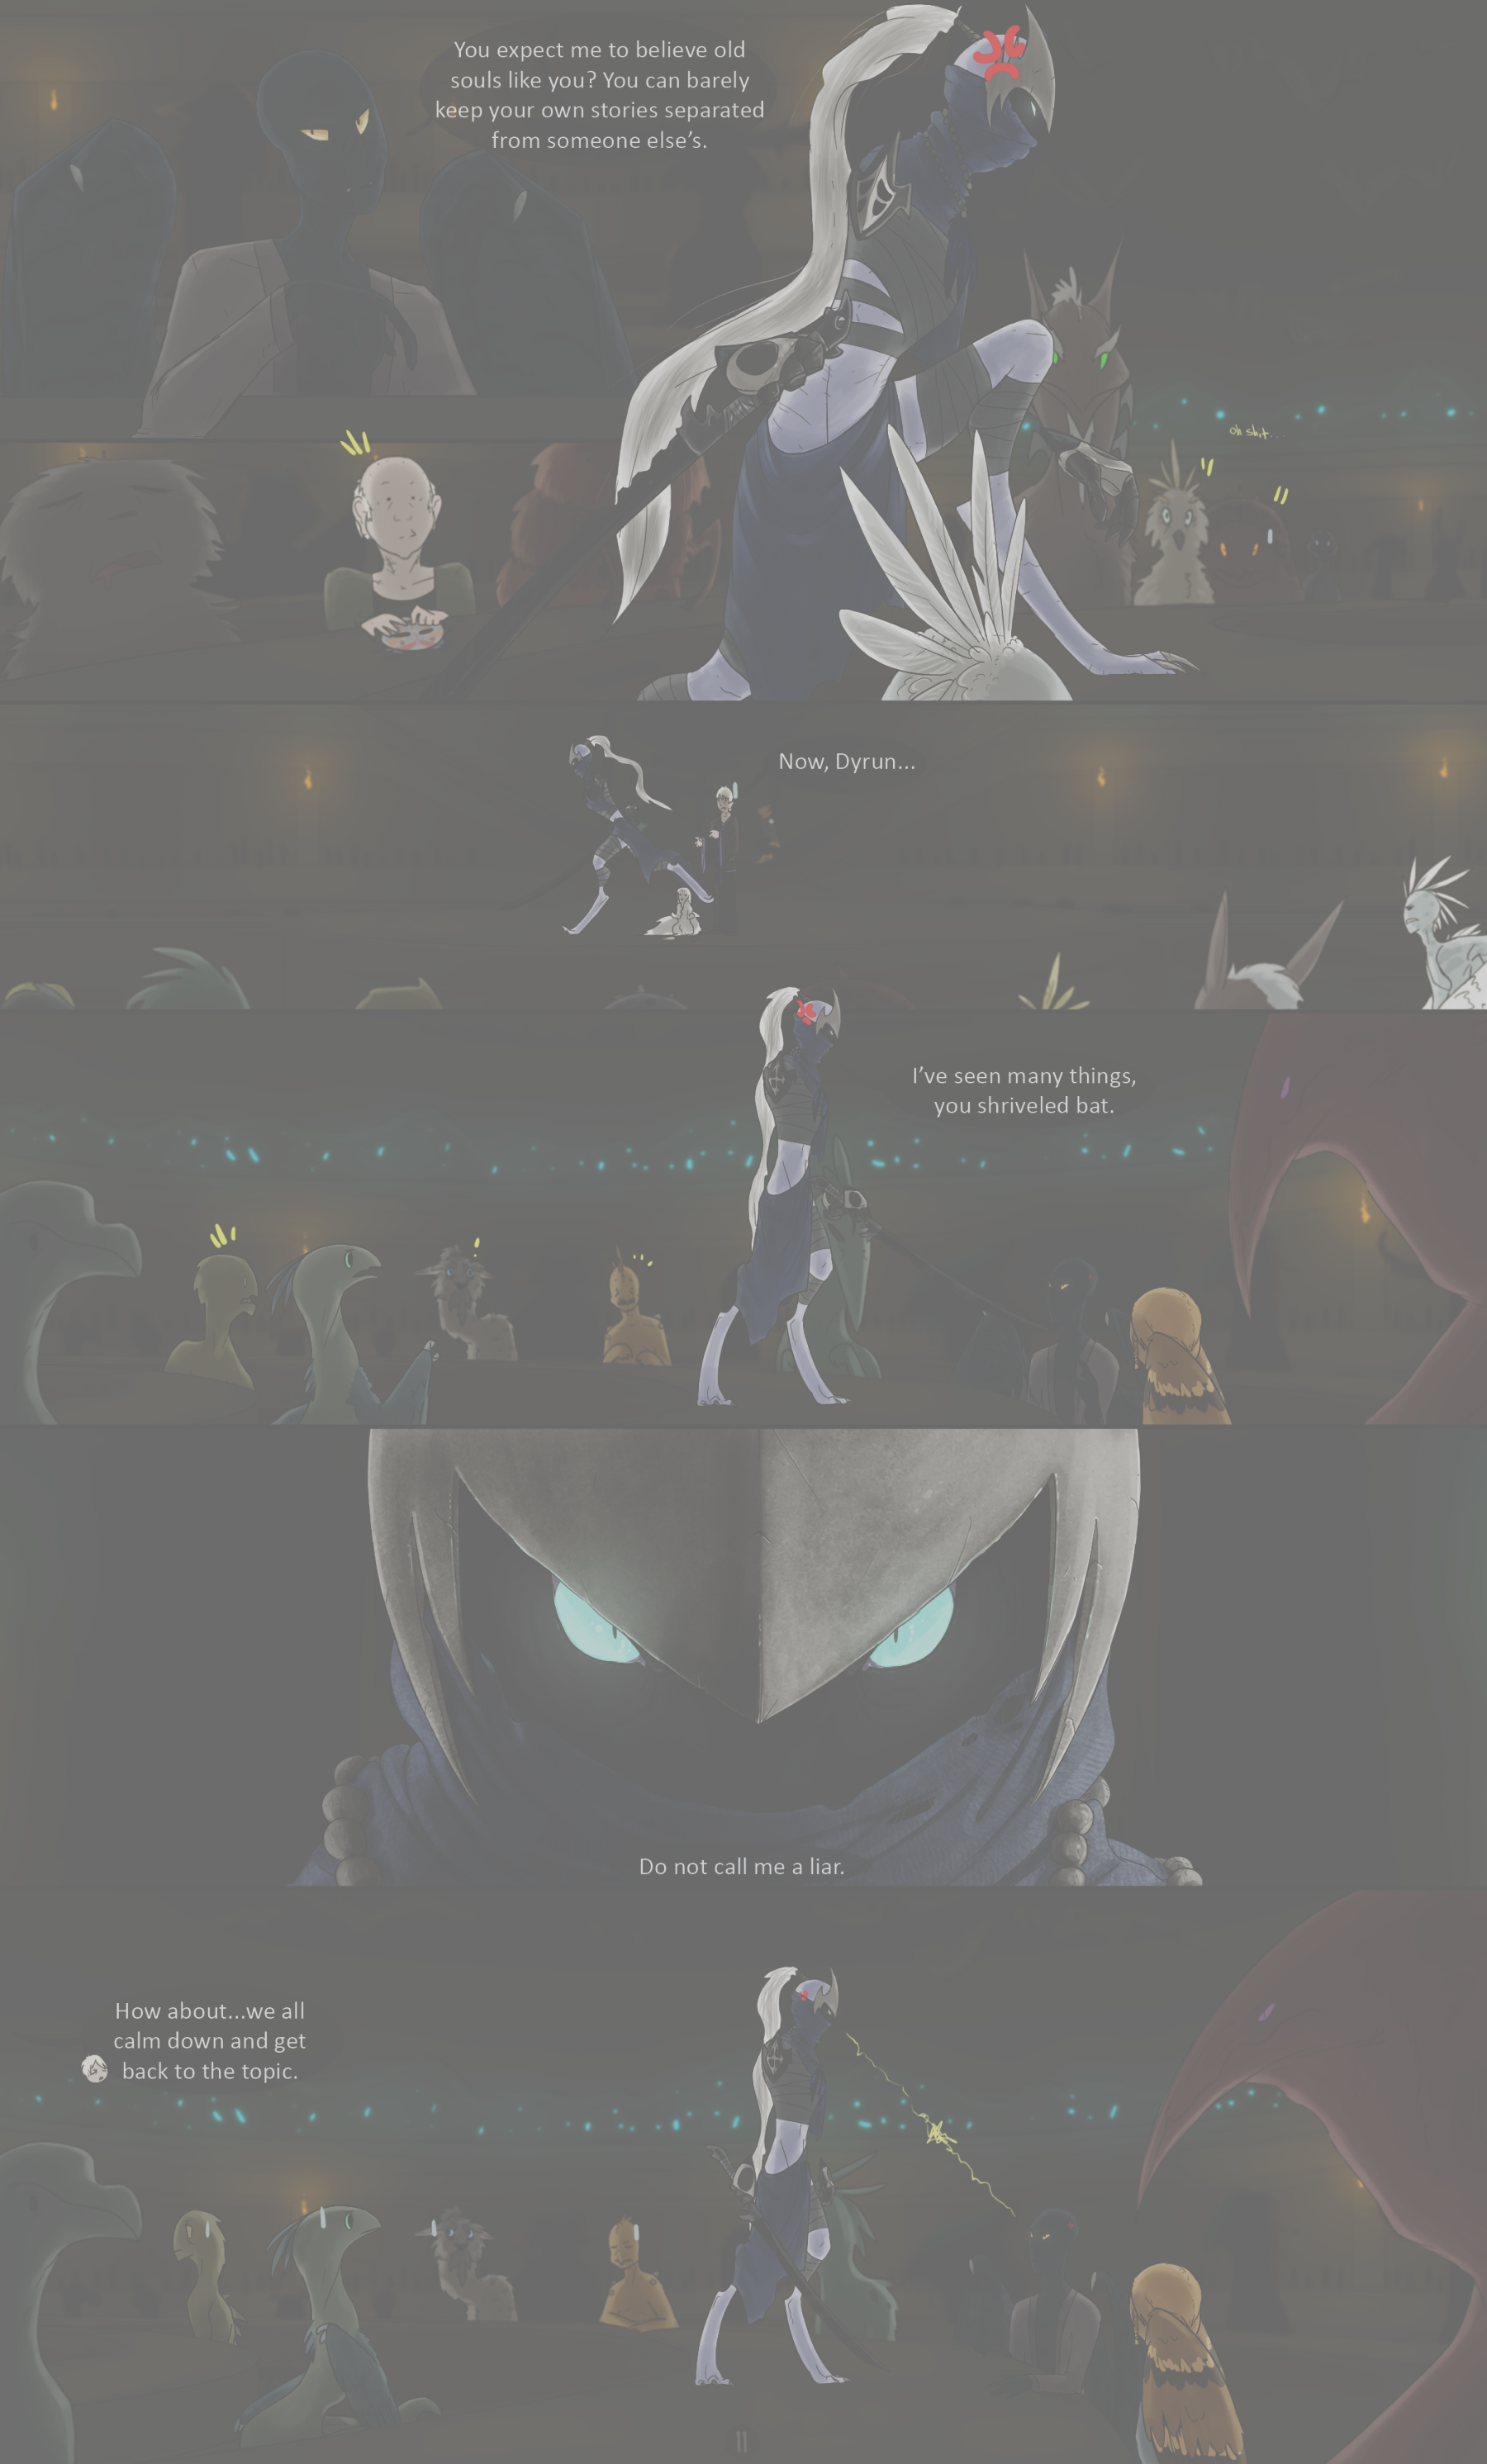 You expect me to believe old
souls like you? You can barely
keep your own stories separated
from someone else's.
oh shit...
Now, Dyrun...
I've seen many things,
you shriveled bat.
Do not call me a liar.
How about...we all
calm down and get
back to the topic.
11